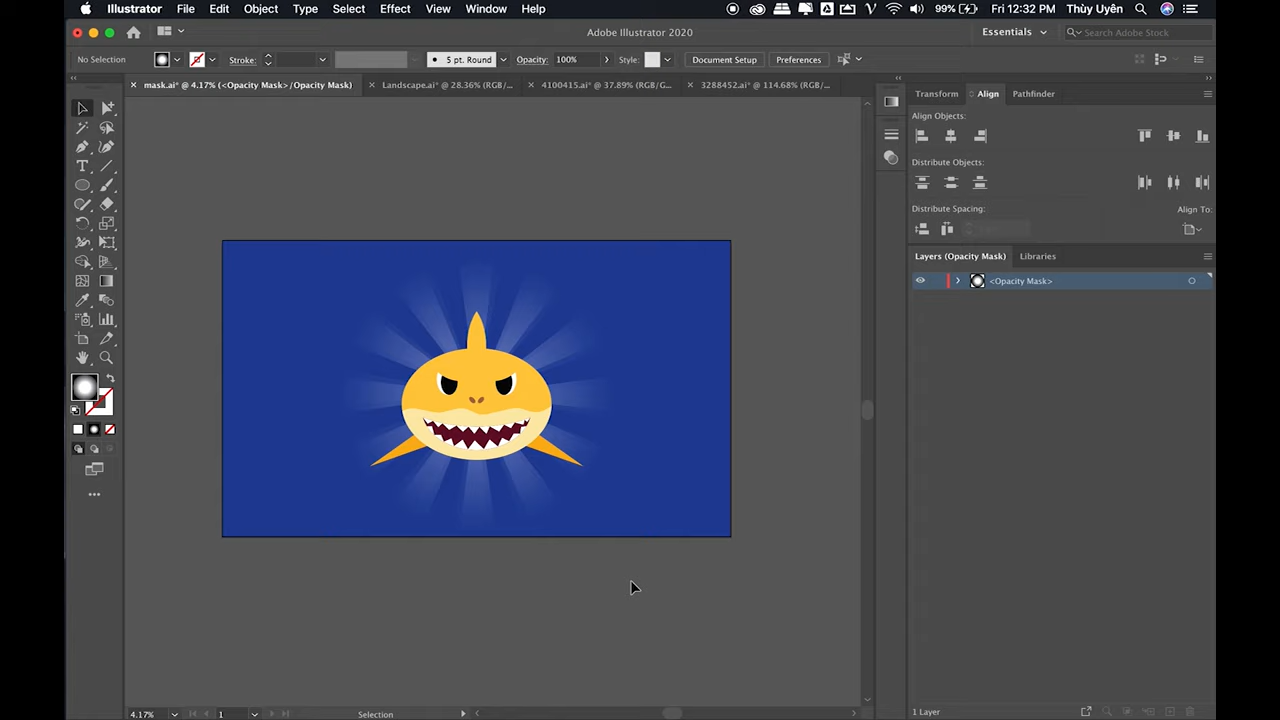 Illustrator File Edit Object Type Select Effect View Window Help 99% Fri 12:32 PM Thùy Uyên
Adobe Illustrator 2020 Essentials Search Adobe Stock
No Selection Stroke: 5 pt. Round Opacity: 100% Style: Document Setup Preferences
mask.ai* @ 4.17% (<Opacity Mask>/Opacity Mask) Landscape.ai* @ 28.36% (RGB/... 4100415.ai* @ 37.89% (RGB/G... 3288452.ai* @ 114.68% (RGB/...
Transform Align Pathfinder
Align Objects:
Distribute Objects:
Distribute Spacing: Align To:
Layers (Opacity Mask) Libraries
<Opacity Mask>
4.17% 1 Selection 1 Layer